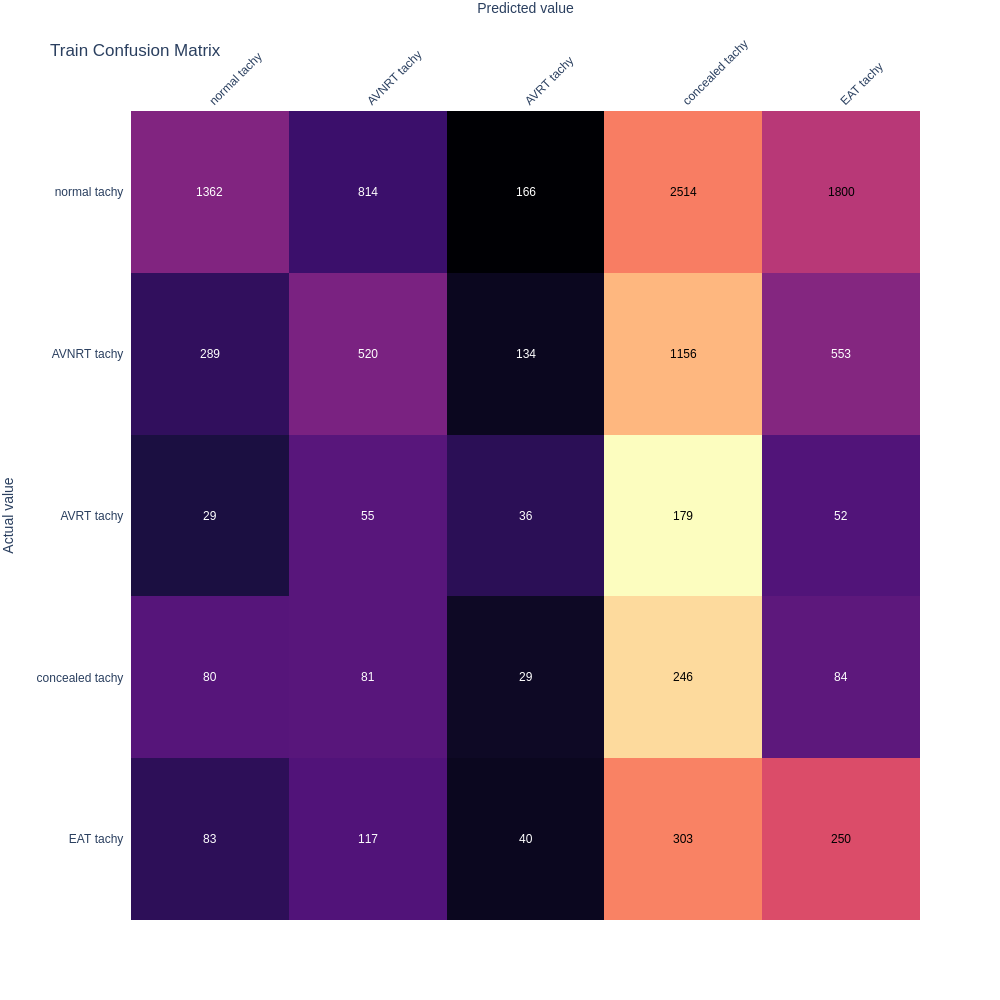 Predicted value
Train Confusion Matrix
normal tachy
AVNRT tachy
AVRT tachy
concealed tachy
EAT tachy
Actual value
normal tachy 1362 814 166 2514 1800
AVNRT tachy 289 520 134 1156 553
AVRT tachy 29 55 36 179 52
concealed tachy 80 81 29 246 84
EAT tachy 83 117 40 303 250